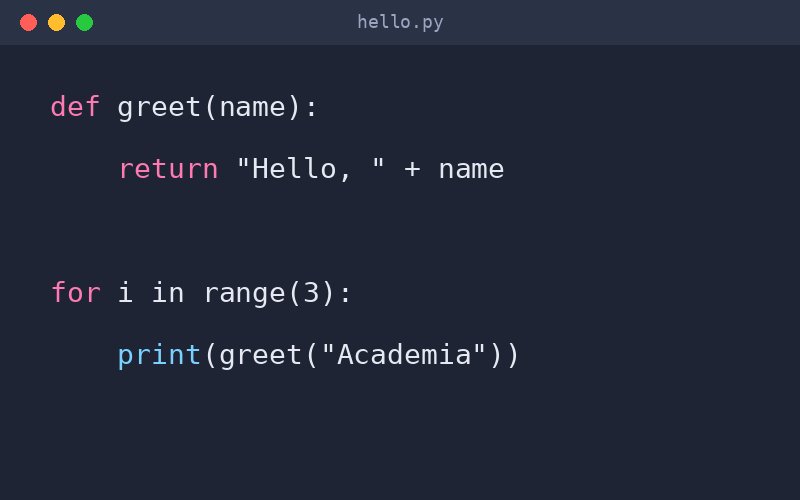 hello.py
def greet(name):
    return "Hello, " + name
for i in range(3):
    print(greet("Academia"))